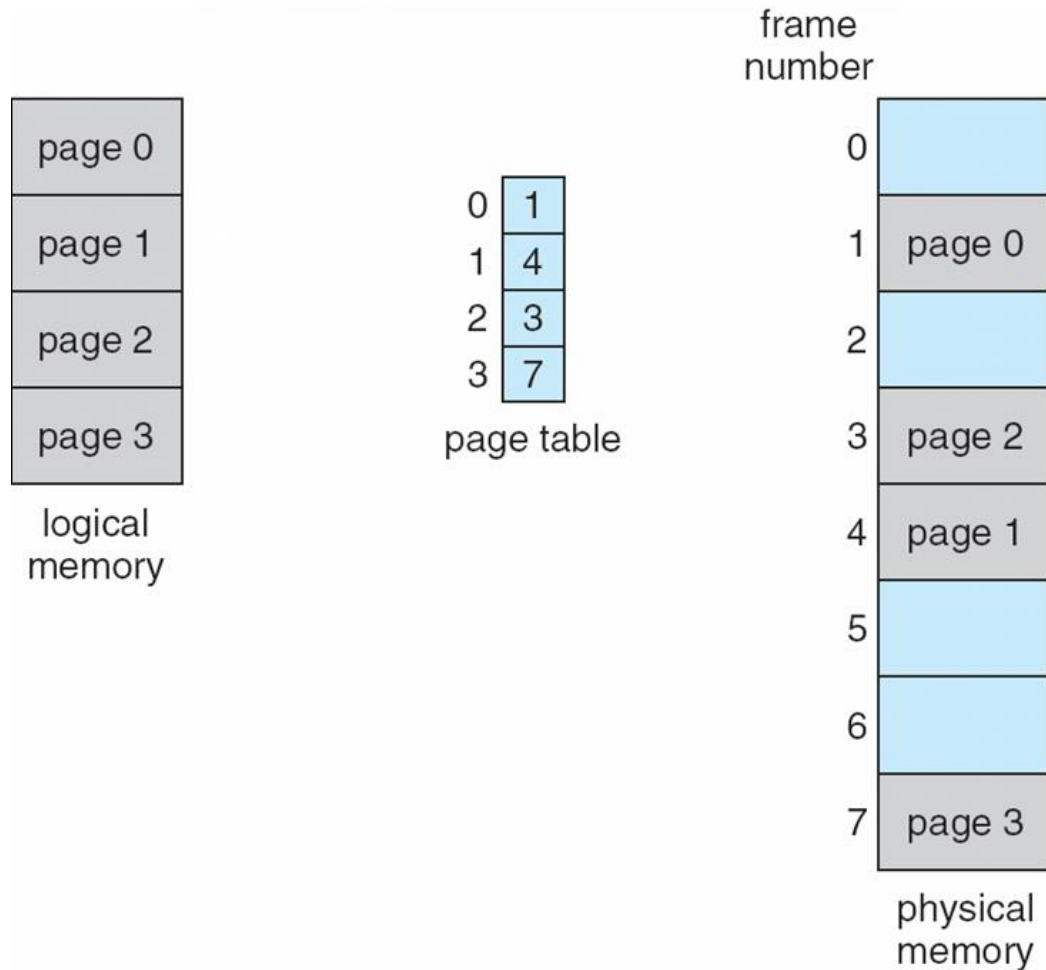 frame
number
page 0
page 1
page 2
page 3
logical
memory
0 1
1 4
2 3
3 7
page table
0
1 page 0
2
3 page 2
4 page 1
5
6
7 page 3
physical
memory